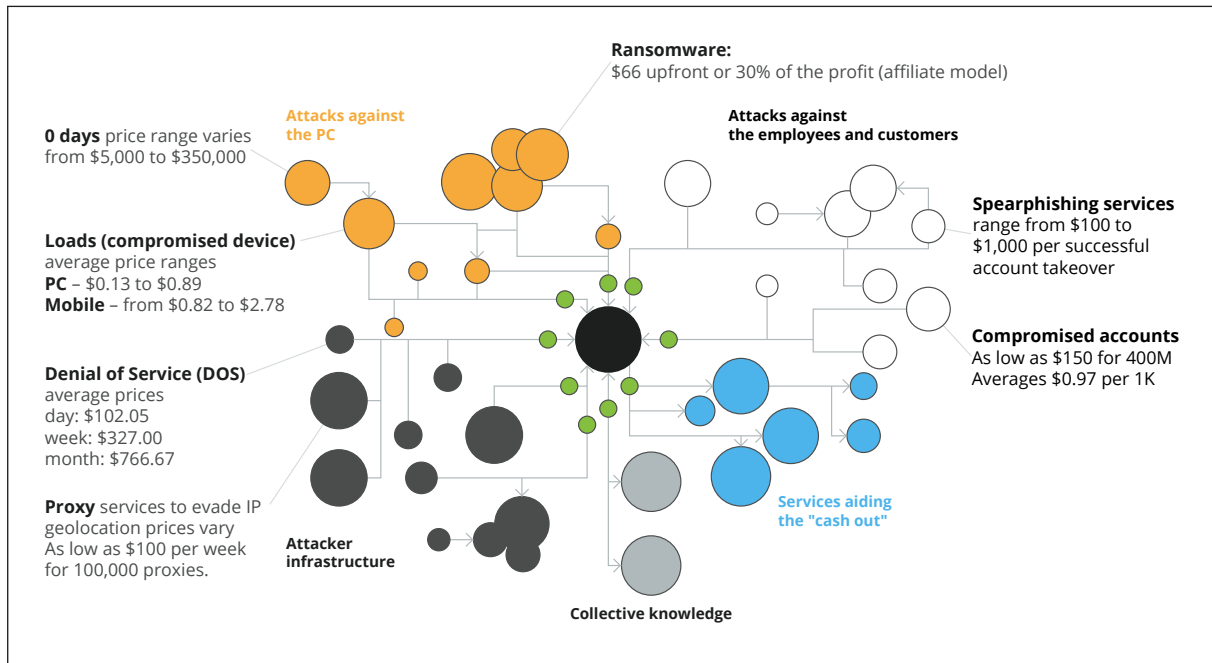 Ransomware:
$66 upfront or 30% of the profit (affiliate model)
Attacks against
the PC
Attacks against
the employees and customers
0 days price range varies
from $5,000 to $350,000
Spearphishing services
range from $100 to
$1,000 per successful
account takeover
Loads (compromised device)
average price ranges
PC – $0.13 to $0.89
Mobile – from $0.82 to $2.78
Compromised accounts
As low as $150 for 400M
Averages $0.97 per 1K
Denial of Service (DOS)
average prices
day: $102.05
week: $327.00
month: $766.67
Proxy services to evade IP
geolocation prices vary
As low as $100 per week
for 100,000 proxies.
Attacker
infrastructure
Services aiding
the "cash out"
Collective knowledge